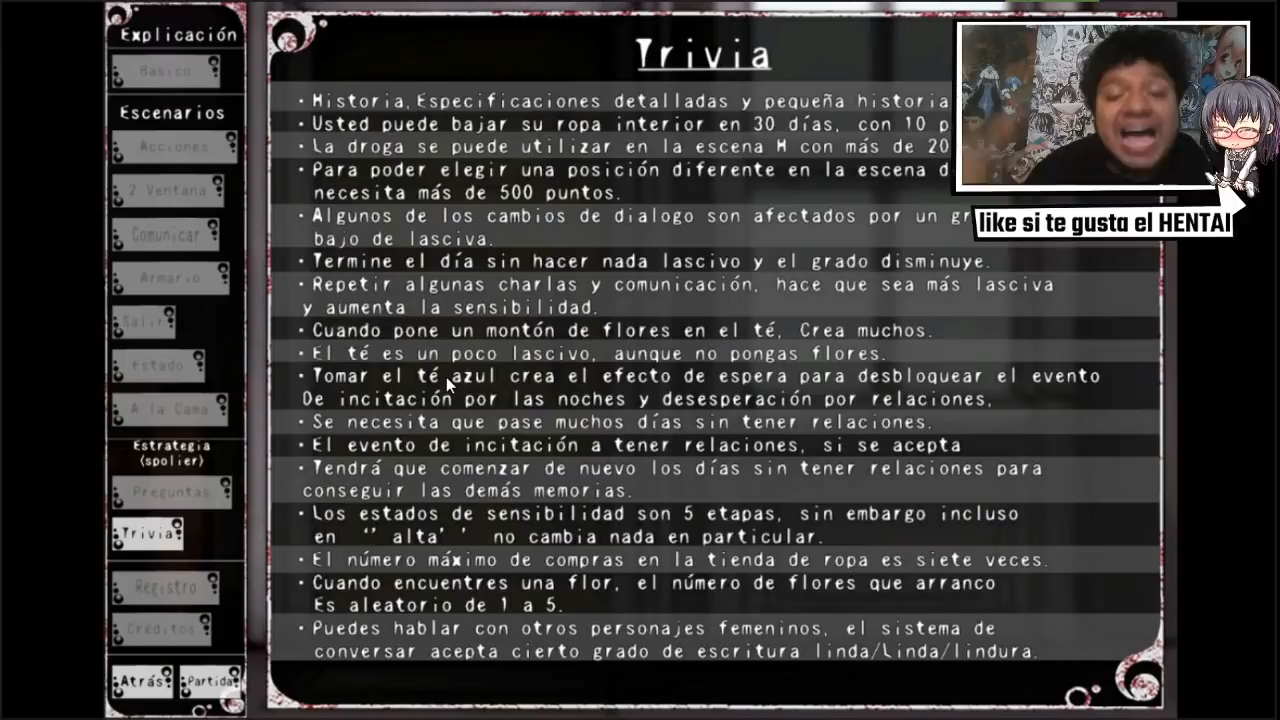 Explicación
Básico
Escenarios
Acciones
2 Ventana
Comunicar
Armario
Salir
Estado
A la Cama
Estrategia
(spolier)
Preguntas
Trivia
Registro
Créditos
Atrás
Partida
Trivia
· Historia,Especificaciones detalladas y pequeña historia
· Usted puede bajar su ropa interior en 30 días, con 10 p
· La droga se puede utilizar en la escena H con más de 20
· Para poder elegir una posición diferente en la escena d
necesita más de 500 puntos.
· Algunos de los cambios de dialogo son afectados por un gr
bajo de lasciva.
· Termine el día sin hacer nada lascivo y el grado disminuye.
· Repetir algunas charlas y comunicación, hace que sea más lasciva
y aumenta la sensibilidad.
· Cuando pone un montón de flores en el té, Crea muchos.
· El té es un poco lascivo, aunque no pongas flores.
· Tomar el té azul crea el efecto de espera para desbloquear el evento
De incitación por las noches y desesperación por relaciones,
· Se necesita que pase muchos días sin tener relaciones.
· El evento de incitación a tener relaciones, si se acepta
· Tendrá que comenzar de nuevo los días sin tener relaciones para
conseguir las demás memorias.
· Los estados de sensibilidad son 5 etapas, sin embargo incluso
en ‘’ alta’ ’ no cambia nada en particular.
· El número máximo de compras en la tienda de ropa es siete veces.
· Cuando encuentres una flor, el número de flores que arranco
Es aleatorio de 1 a 5.
· Puedes hablar con otros personajes femeninos, el sistema de
conversar acepta cierto grado de escritura linda/Linda/lindura.
like si te gusta el HENTAI